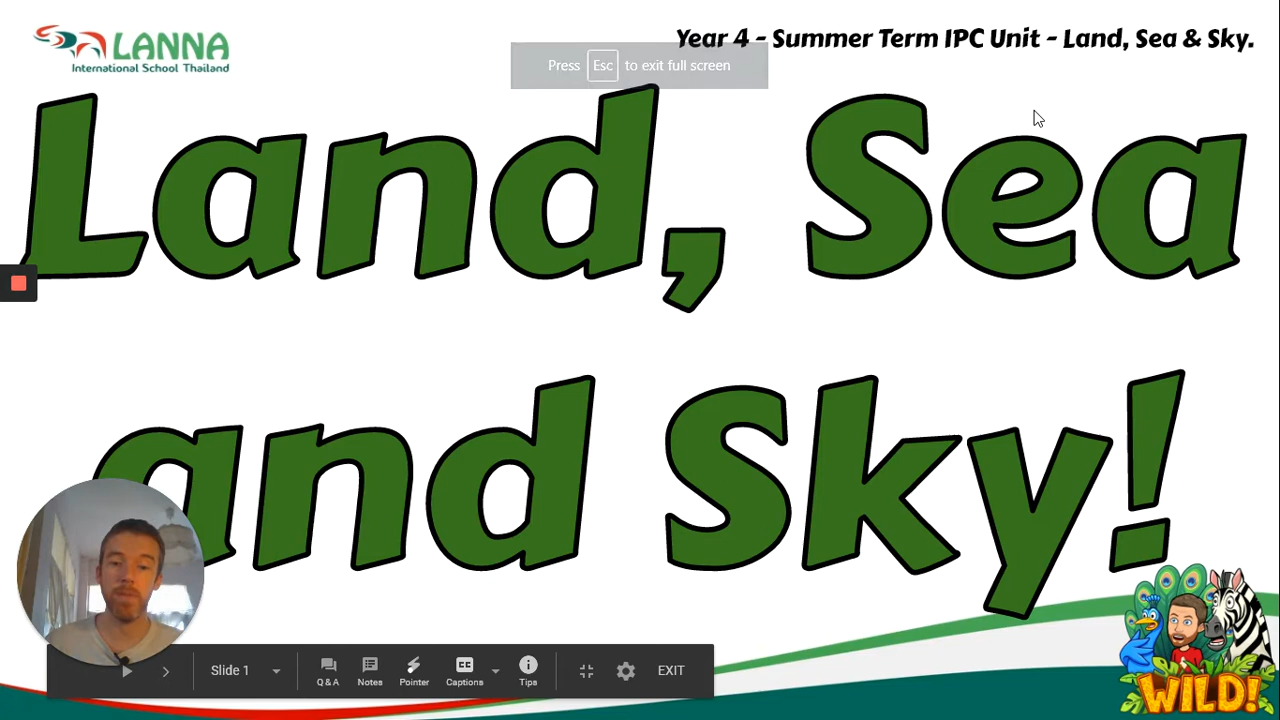 LANNA
International School Thailand
Year 4 - Summer Term IPC Unit - Land, Sea & Sky.
Press Esc to exit full screen
Land, Sea
and Sky!
Slide 1
Q & A
Notes
Pointer
CC
Captions
Tips
EXIT
WILD!